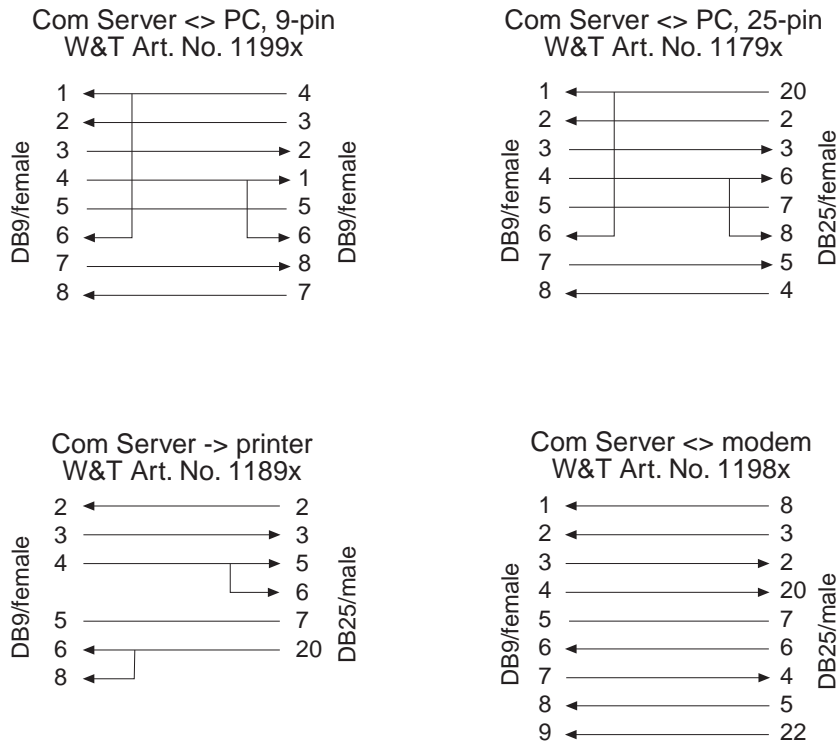 Com Server <> PC, 9-pin
W&T Art. No. 1199x
DB9/female
1 4
2 3
3 2
4 1
5 5
6 6
7 8
8 7
DB9/female
Com Server <> PC, 25-pin
W&T Art. No. 1179x
DB9/female
1 20
2 2
3 3
4 6
5 7
6 8
7 5
8 4
DB25/female
Com Server -> printer
W&T Art. No. 1189x
DB9/female
2 2
3 3
4 5
6
5 7
6 20
8
DB25/male
Com Server <> modem
W&T Art. No. 1198x
DB9/female
1 8
2 3
3 2
4 20
5 7
6 6
7 4
8 5
9 22
DB25/male